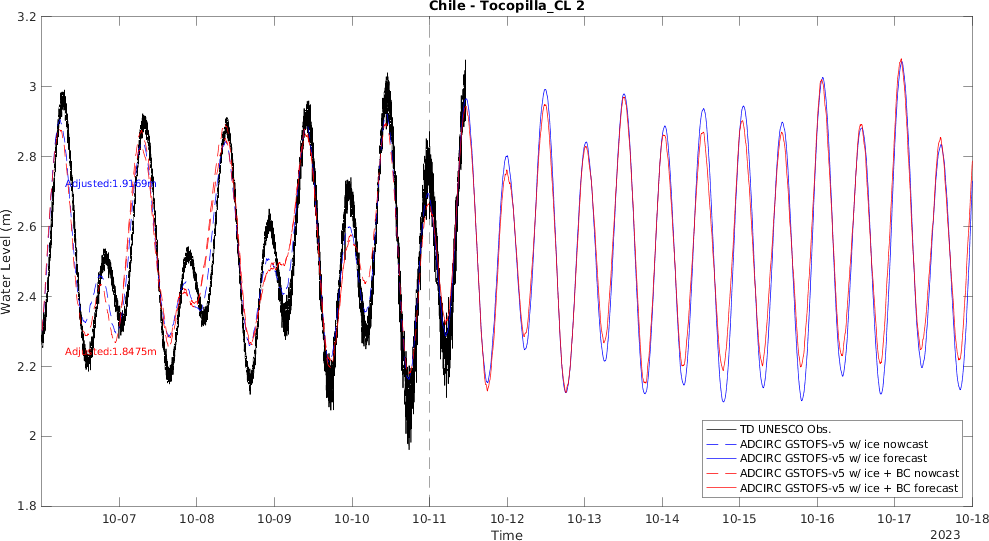 Chile - Tocopilla_CL 2
3.2
3
2.8
2.6
2.4
2.2
2
1.8
Water Level (m)
Adjusted:1.9169m
Adjusted:1.8475m
TD UNESCO Obs.
ADCIRC GSTOFS-v5 w/ ice nowcast
ADCIRC GSTOFS-v5 w/ ice forecast
ADCIRC GSTOFS-v5 w/ ice + BC nowcast
ADCIRC GSTOFS-v5 w/ ice + BC forecast
10-07 10-08 10-09 10-10 10-11 10-12 10-13 10-14 10-15 10-16 10-17 10-18
Time
2023